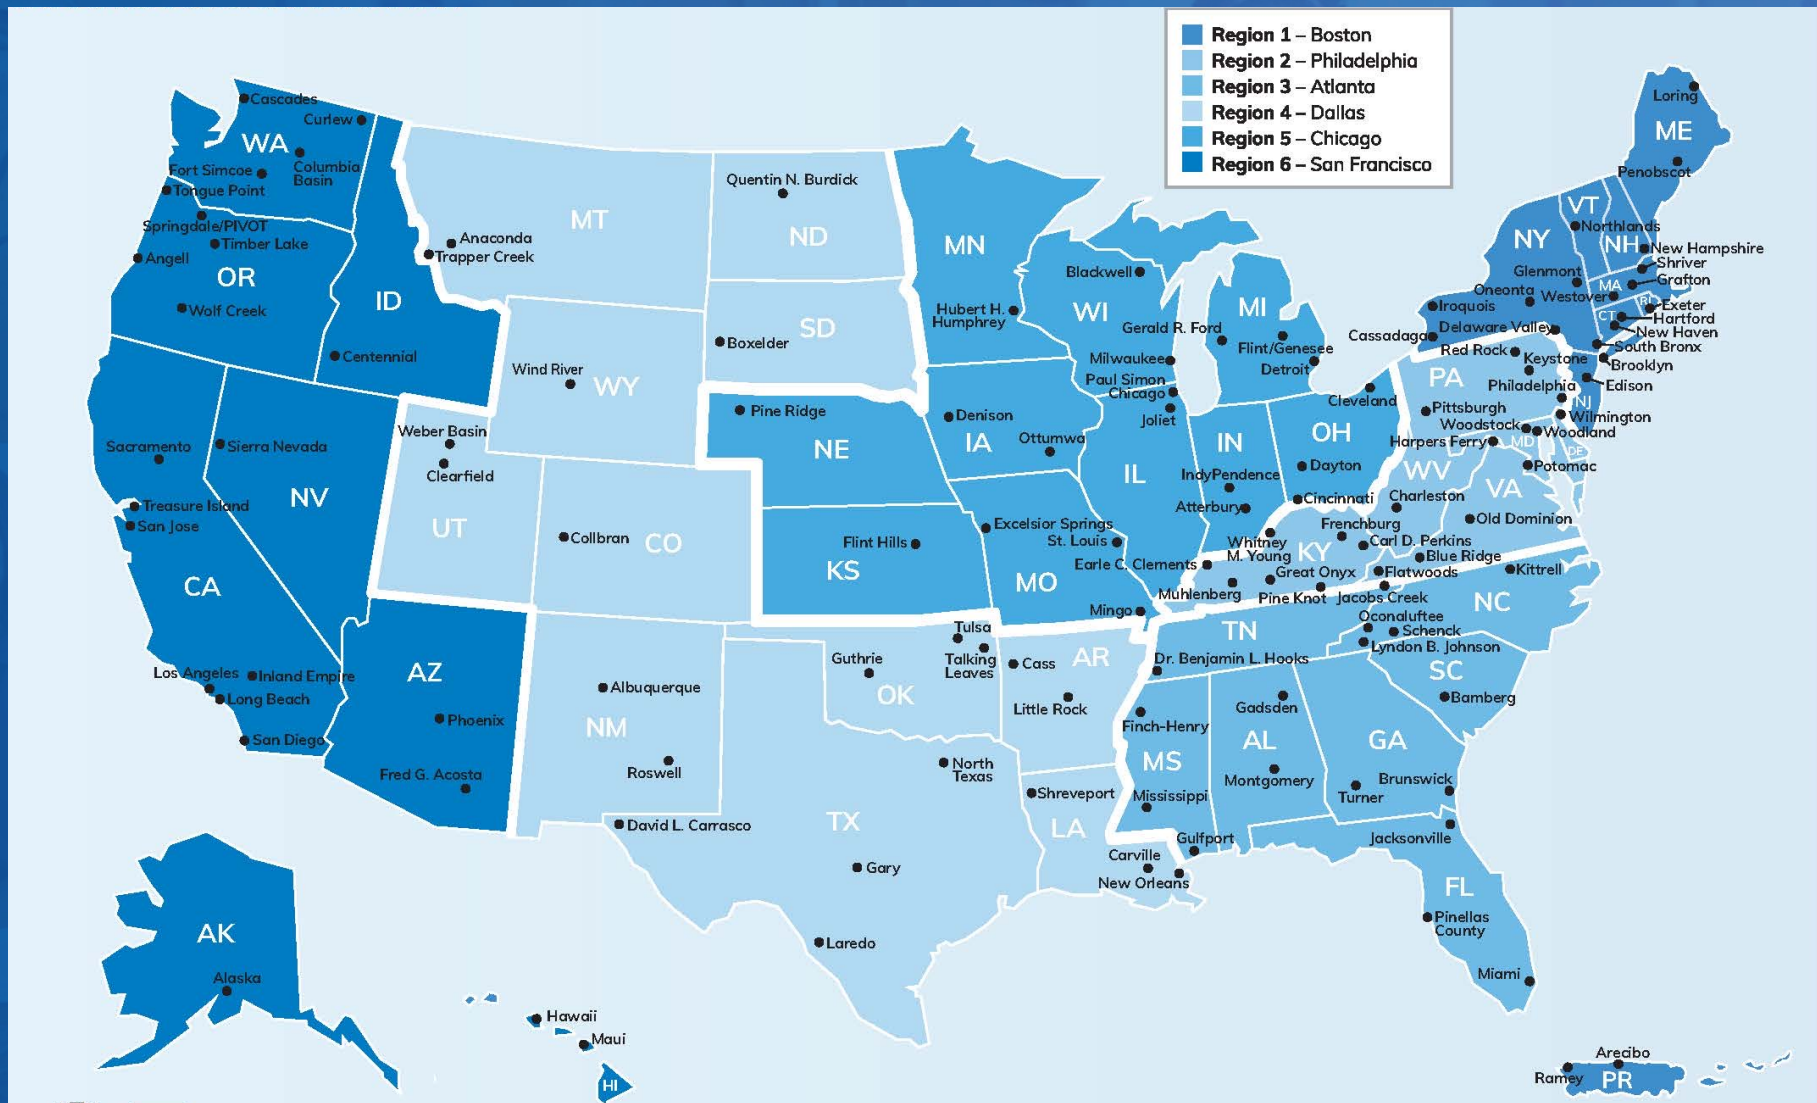 Region 1 – Boston
Region 2 – Philadelphia
Region 3 – Atlanta
Region 4 – Dallas
Region 5 – Chicago
Region 6 – San Francisco
Cascades
Curlew
WA
Fort Simcoe
Columbia
Basin
Tongue Point
Springdale/PIVOT
Timber Lake
Angell
OR
Wolf Creek
ID
Centennial
Sacramento
Sierra Nevada
NV
Treasure Island
San Jose
CA
Los Angeles
Inland Empire
Long Beach
San Diego
AZ
Phoenix
Fred G. Acosta
AK
Alaska
Hawaii
Maui
HI
MT
Anaconda
Trapper Creek
Quentin N. Burdick
ND
SD
Boxelder
Wind River
WY
Weber Basin
Clearfield
UT
Collbran
CO
Albuquerque
NM
Roswell
Guthrie
Tulsa
Talking
Leaves
OK
Cass
AR
Little Rock
North
Texas
David L. Carrasco
TX
Gary
Laredo
Shreveport
LA
Carville
New Orleans
MN
Hubert H.
Humphrey
Blackwell
WI
Milwaukee
Gerald R. Ford
MI
Flint/Genesee
Detroit
Paul Simon
Chicago
Joliet
Pine Ridge
NE
Denison
IA
Ottumwa
IL
IN
IndyPendence
Atterbury
Cleveland
OH
Dayton
Cincinnati
Flint Hills
KS
Excelsior Springs
St. Louis
MO
Mingo
Loring
ME
Penobscot
VT
Northlands
NH
New Hampshire
Shriver
Grafton
NY
Glenmont
Oneonta
Westover
MA
RI
Exeter
CT
Hartford
New Haven
Iroquois
Cassadaga
Delaware Valley
South Bronx
Brooklyn
Edison
NJ
Red Rock
Keystone
PA
Philadelphia
Pittsburgh
Wilmington
Woodstock
Woodland
Harpers Ferry
MD
DE
WV
Potomac
Charleston
VA
Old Dominion
Frenchburg
Whitney
M. Young
KY
Carl D. Perkins
Blue Ridge
Earle C. Clements
Great Onyx
Flatwoods
Muhlenberg
Pine Knot
Jacobs Creek
Kittrell
NC
Oconaluftee
Schenck
Lyndon B. Johnson
TN
Dr. Benjamin L. Hooks
SC
Bamberg
Finch-Henry
MS
Mississippi
Gulfport
Gadsden
AL
Montgomery
GA
Turner
Brunswick
Jacksonville
FL
Pinellas
County
Miami
Arecibo
Ramey
PR